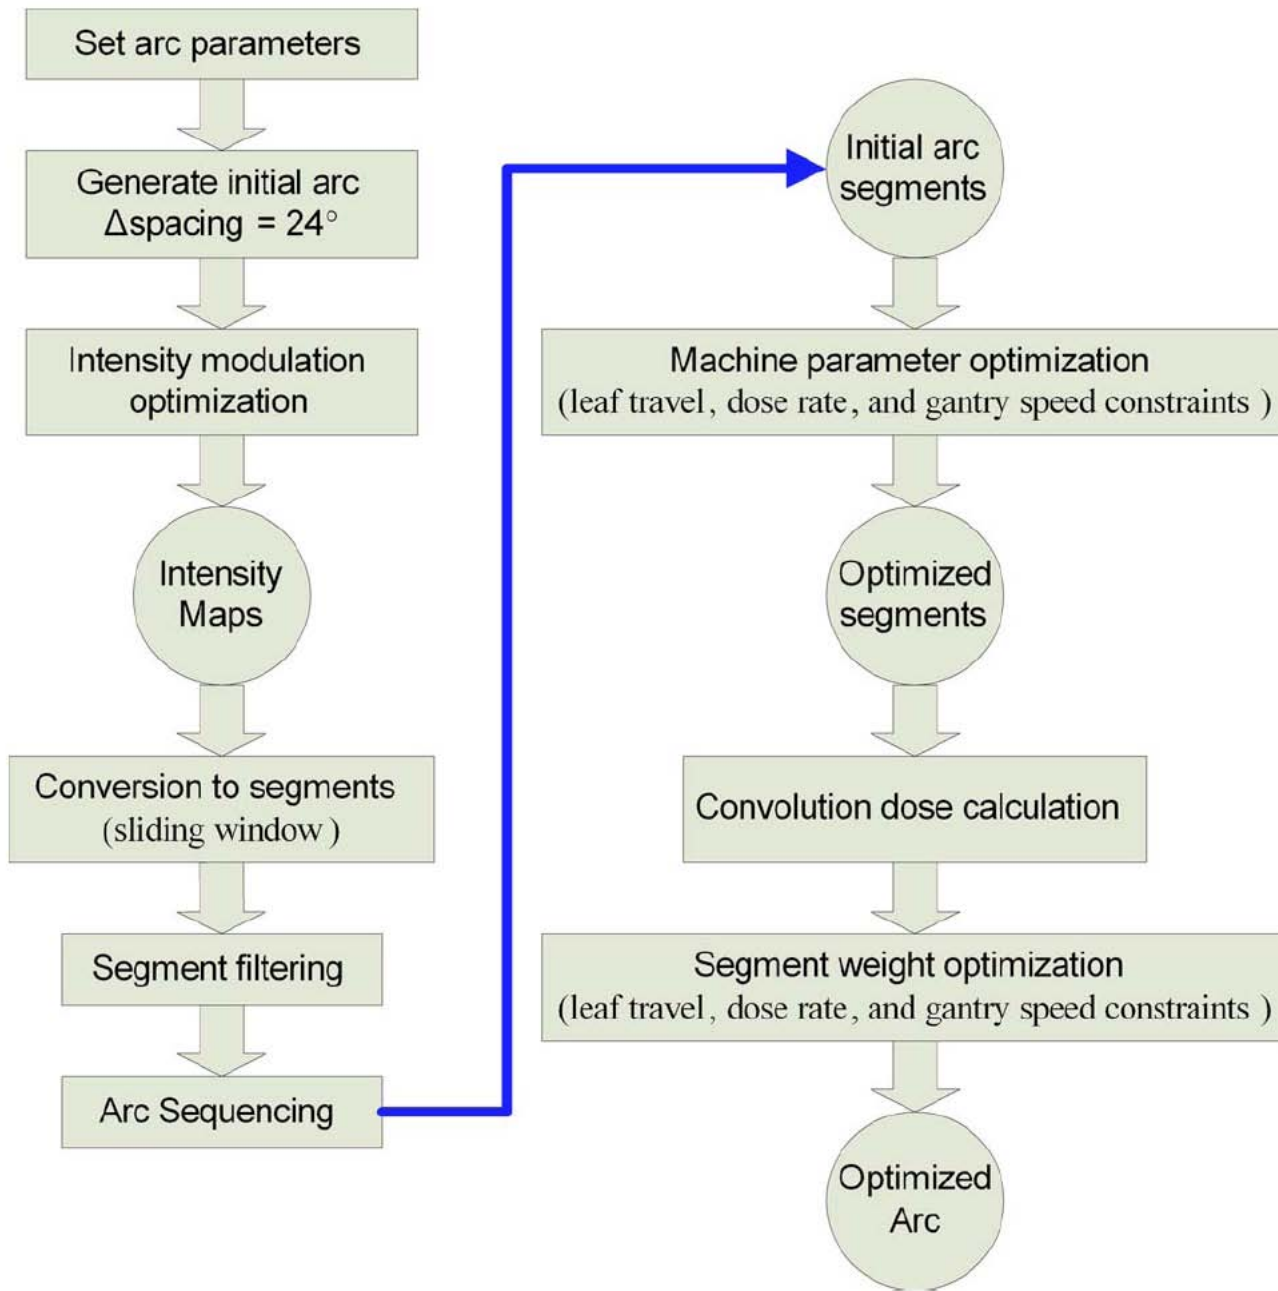 Set arc parameters
Generate initial arc
Δspacing = 24°
Intensity modulation
optimization
Intensity
Maps
Conversion to segments
(sliding window)
Segment filtering
Arc Sequencing
Initial arc
segments
Machine parameter optimization
(leaf travel, dose rate, and gantry speed constraints )
Optimized
segments
Convolution dose calculation
Segment weight optimization
(leaf travel, dose rate, and gantry speed constraints )
Optimized
Arc